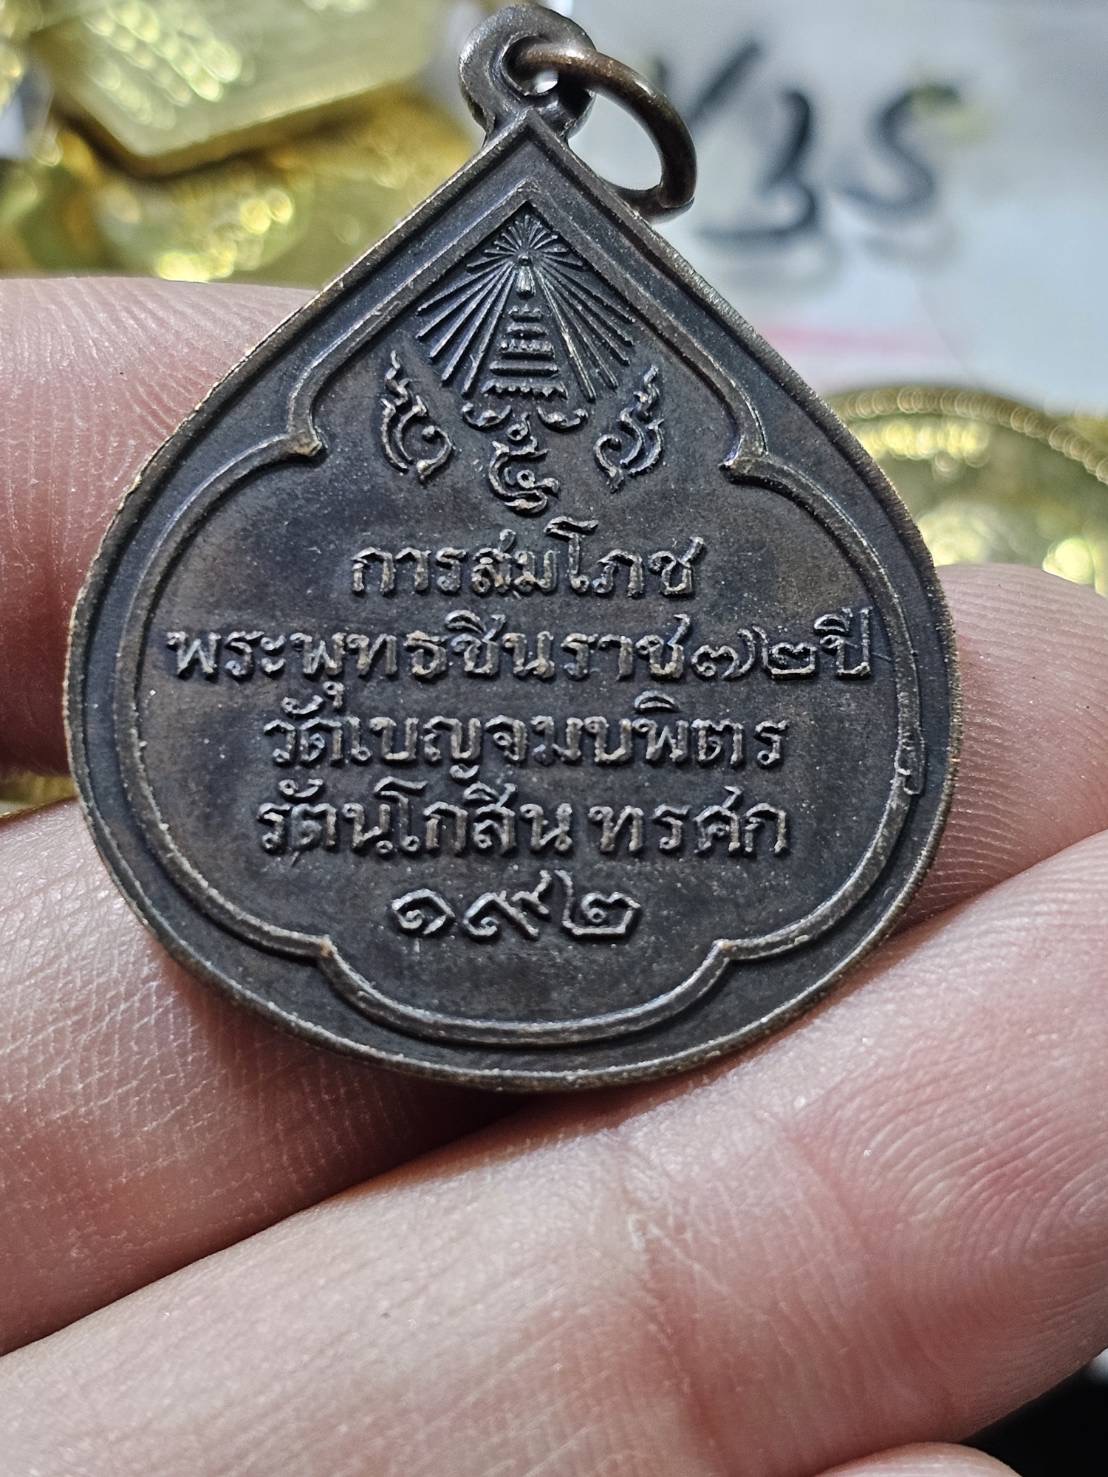 V35
การสมโภช
พระพุทธชินราช๗๒ปี
วัดเบญจมบพิตร
รัตนโกสินทรศก
๑๙๒